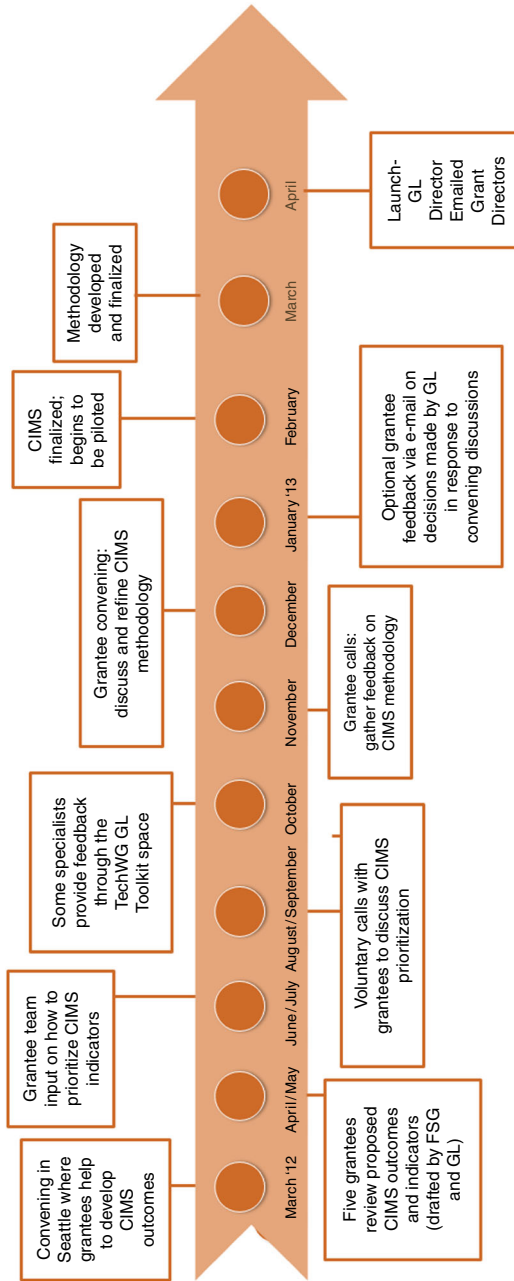 Convening in
Seattle where
grantees help
to develop
CIMS
outcomes
Grantee team
input on how to
prioritize CIMS
indicators
Some specialists
provide feedback
through the
TechWG GL
Toolkit space
Grantee convening:
discuss and refine CIMS
methodology
CIMS
finalized;
begins to
be piloted
Methodology
developed
and finalized
March '12
April/May
June/July
August/September
October
November
December
January '13
February
March
April
Five grantees
review proposed
CIMS outcomes
and indicators
(drafted by FSG
and GL)
Voluntary calls with
grantees to discuss CIMS
prioritization
Grantee calls:
gather feedback on
CIMS methodology
Optional grantee
feedback via e-mail on
decisions made by GL
in response to
convening discussions
Launch-
GL
Director
Emailed
Grant
Directors